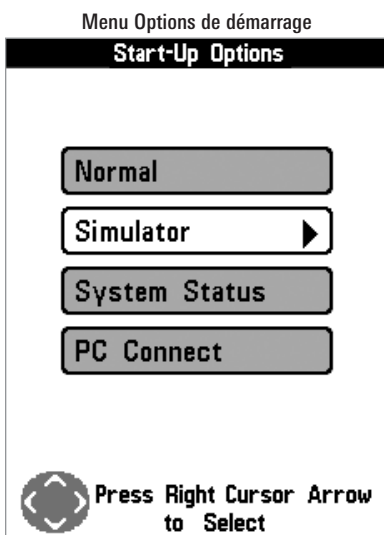 Menu Options de démarrage
Start-Up Options
Normal
Simulator
System Status
PC Connect
Press Right Cursor Arrow
to Select